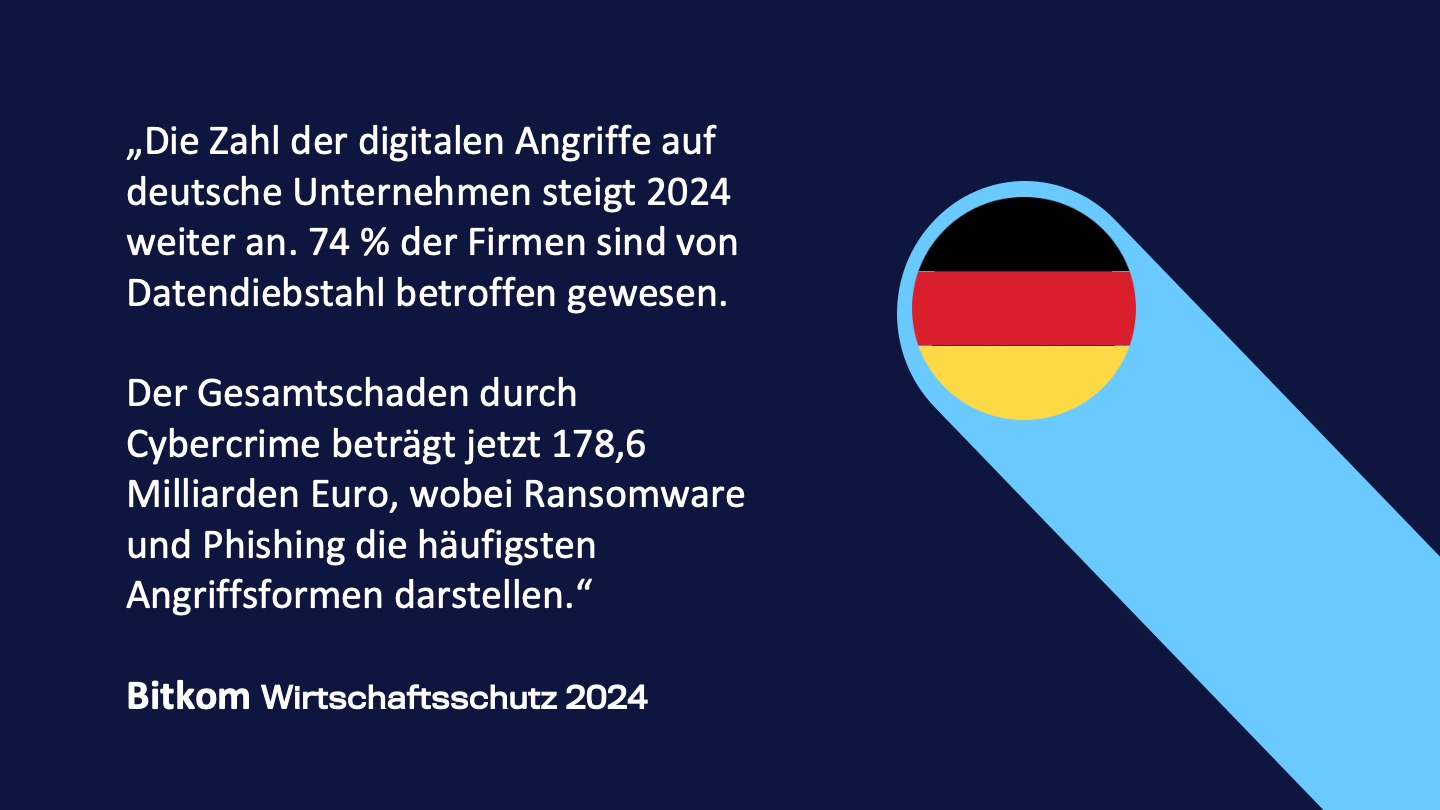 „Die Zahl der digitalen Angriffe auf
deutsche Unternehmen steigt 2024
weiter an. 74 % der Firmen sind von
Datendiebstahl betroffen gewesen.
Der Gesamtschaden durch
Cybercrime beträgt jetzt 178,6
Milliarden Euro, wobei Ransomware
und Phishing die häufigsten
Angriffsformen darstellen.“
Bitkom Wirtschaftsschutz 2024